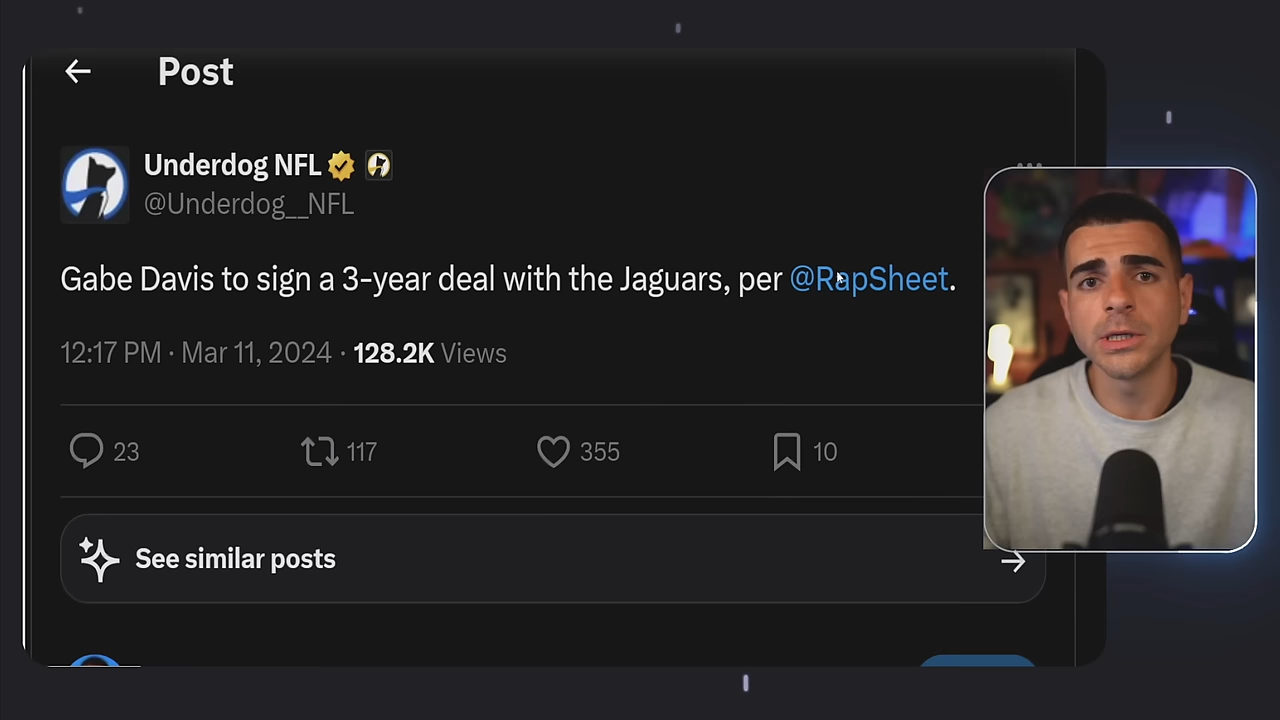 Post
Underdog NFL
@Underdog__NFL
Gabe Davis to sign a 3-year deal with the Jaguars, per @RapSheet.
12:17 PM · Mar 11, 2024 · 128.2K Views
23 117 355 10
See similar posts